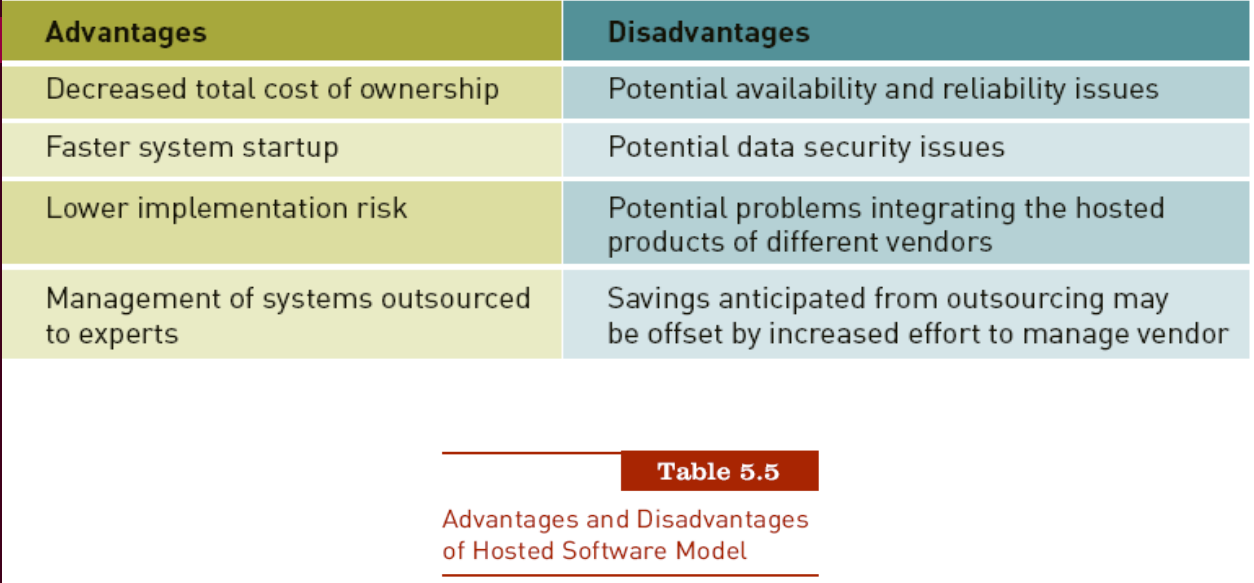 Advantages
Disadvantages
Decreased total cost of ownership
Potential availability and reliability issues
Faster system startup
Potential data security issues
Lower implementation risk
Potential problems integrating the hosted
products of different vendors
Management of systems outsourced
to experts
Savings anticipated from outsourcing may
be offset by increased effort to manage vendor
Table 5.5
Advantages and Disadvantages
of Hosted Software Model